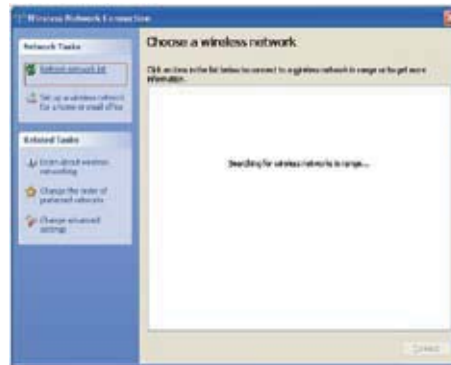 Wireless Network Connection
Network Tasks
Refresh network list
Set up a wireless network
for a home or small office
Related Tasks
Learn about wireless
networking
Change the order of
preferred networks
Change advanced
settings
Choose a wireless network
Click an item in the list below to connect to a wireless network in range or to get more
information.
Searching for wireless networks in range...
Connect